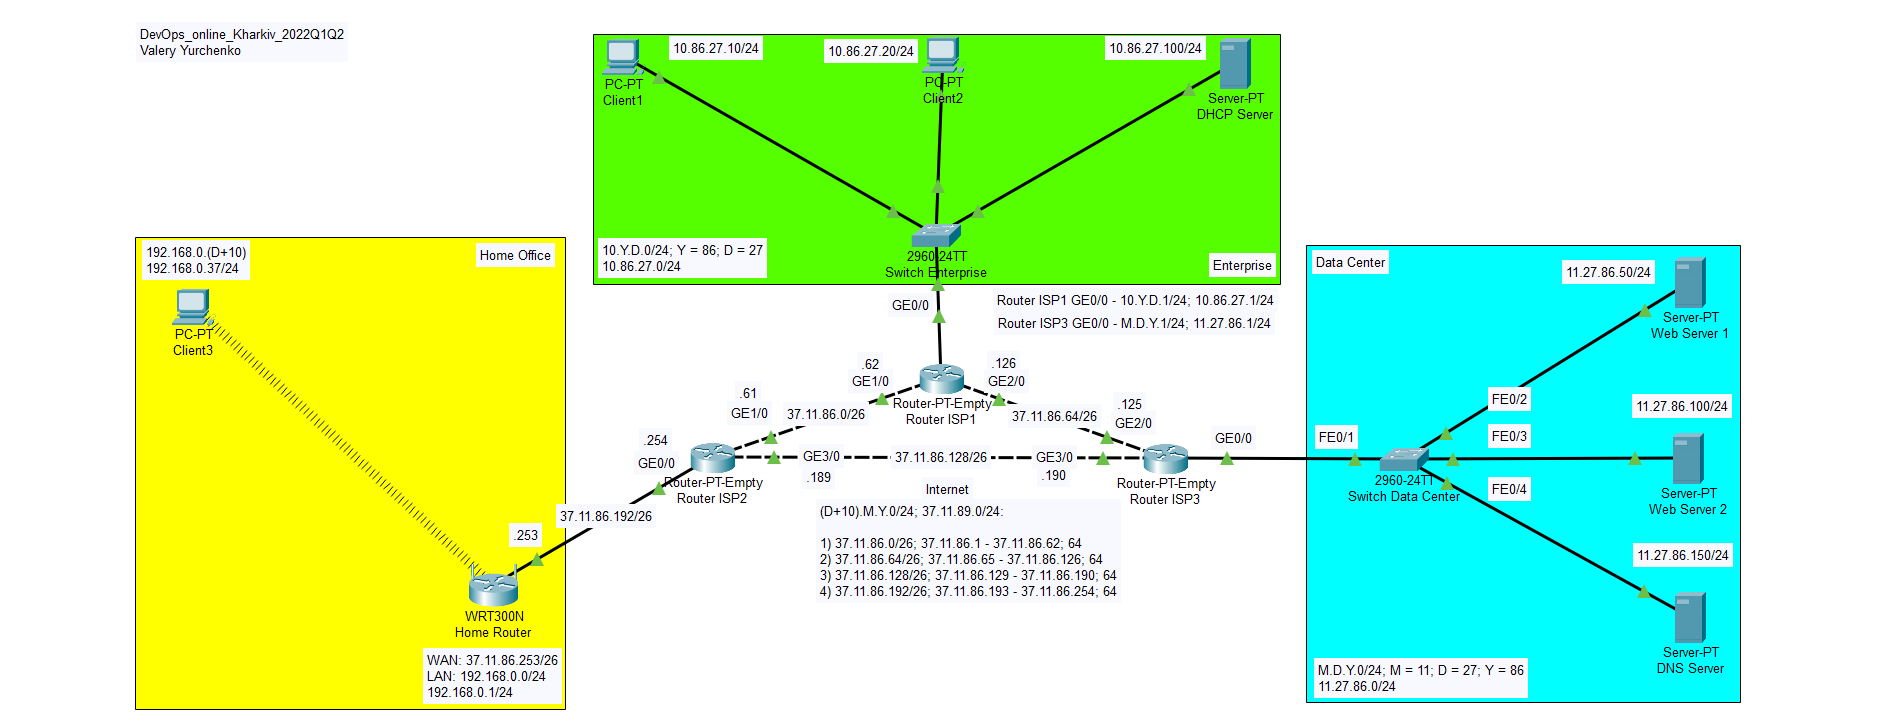 DevOps_online_Kharkiv_2022Q1Q2
Valery Yurchenko
10.86.27.10/24
10.86.27.20/24
10.86.27.100/24
PC-PT
Client1
PC-PT
Client2
Server-PT
DHCP Server
10.Y.D.0/24; Y = 86; D = 27
10.86.27.0/24
2960-24TT
Switch Enterprise
Enterprise
192.168.0.(D+10)
192.168.0.37/24
Home Office
PC-PT
Client3
GE0/0
Router ISP1 GE0/0 - 10.Y.D.1/24; 10.86.27.1/24
Router ISP3 GE0/0 - M.D.Y.1/24; 11.27.86.1/24
Data Center
11.27.86.50/24
Server-PT
Web Server 1
.62
GE1/0
.126
GE2/0
.61
GE1/0
37.11.86.0/26
Router-PT-Empty
Router ISP1
37.11.86.64/26
.125
GE2/0
FE0/2
11.27.86.100/24
.254
GE0/0
Router-PT-Empty
Router ISP2
GE3/0
.189
37.11.86.128/26
GE3/0
.190
Router-PT-Empty
Router ISP3
GE0/0
FE0/1
FE0/3
2960-24TT
Switch Data Center
FE0/4
Server-PT
Web Server 2
37.11.86.192/26
.253
Internet
(D+10).M.Y.0/24; 37.11.89.0/24:
1) 37.11.86.0/26; 37.11.86.1 - 37.11.86.62; 64
2) 37.11.86.64/26; 37.11.86.65 - 37.11.86.126; 64
3) 37.11.86.128/26; 37.11.86.129 - 37.11.86.190; 64
4) 37.11.86.192/26; 37.11.86.193 - 37.11.86.254; 64
11.27.86.150/24
Server-PT
DNS Server
WRT300N
Home Router
WAN: 37.11.86.253/26
LAN: 192.168.0.0/24
192.168.0.1/24
M.D.Y.0/24; M = 11; D = 27; Y = 86
11.27.86.0/24